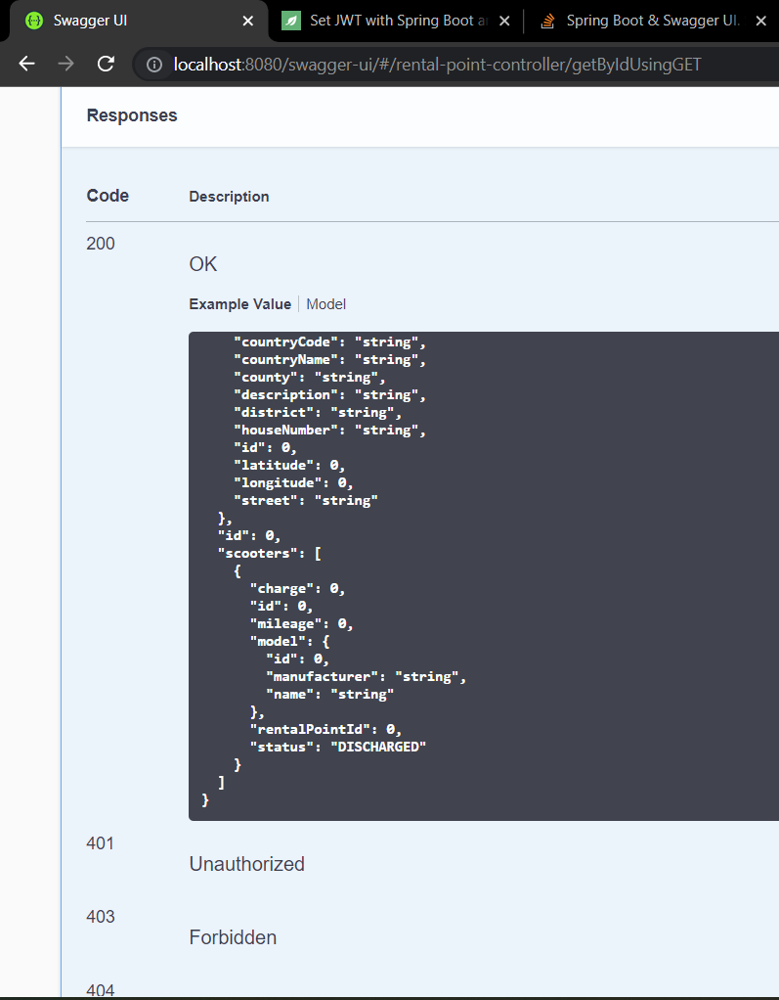 Swagger UI
Set JWT with Spring Boot a
Spring Boot & Swagger UI.
localhost:8080/swagger-ui/#/rental-point-controller/getByIdUsingGET
Responses
Code Description
200
OK
Example Value Model
"countryCode": "string",
"countryName": "string",
"county": "string",
"description": "string",
"district": "string",
"houseNumber": "string",
"id": 0,
"latitude": 0,
"longitude": 0,
"street": "string"
},
"id": 0,
"scooters": [
{
"charge": 0,
"id": 0,
"mileage": 0,
"model": {
"id": 0,
"manufacturer": "string",
"name": "string"
},
"rentalPointId": 0,
"status": "DISCHARGED"
}
]
}
401
Unauthorized
403
Forbidden
404